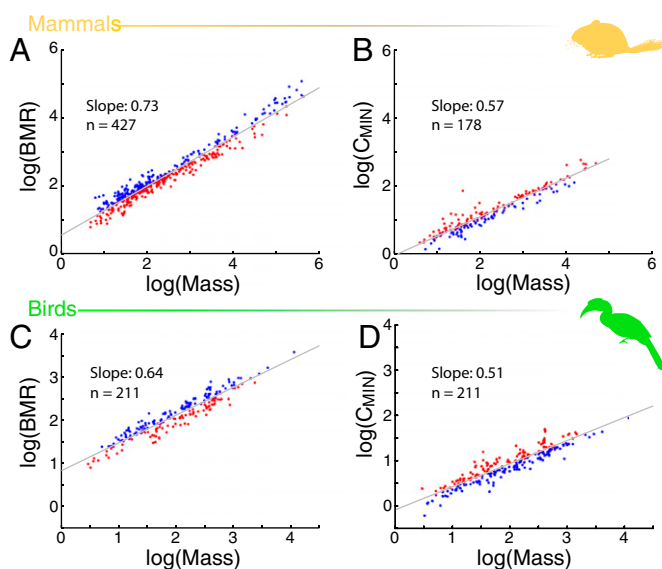 Mammals
A
B
6
4
2
0
log(BMR)
Slope: 0.73
n = 427
0 2 4 6
log(Mass)
6
4
2
0
log(CMIN)
Slope: 0.57
n = 178
0 2 4 6
log(Mass)
Birds
C
D
4
3
2
1
0
log(BMR)
Slope: 0.64
n = 211
0 1 2 3 4
log(Mass)
4
3
2
1
0
log(CMIN)
Slope: 0.51
n = 211
0 1 2 3 4
log(Mass)